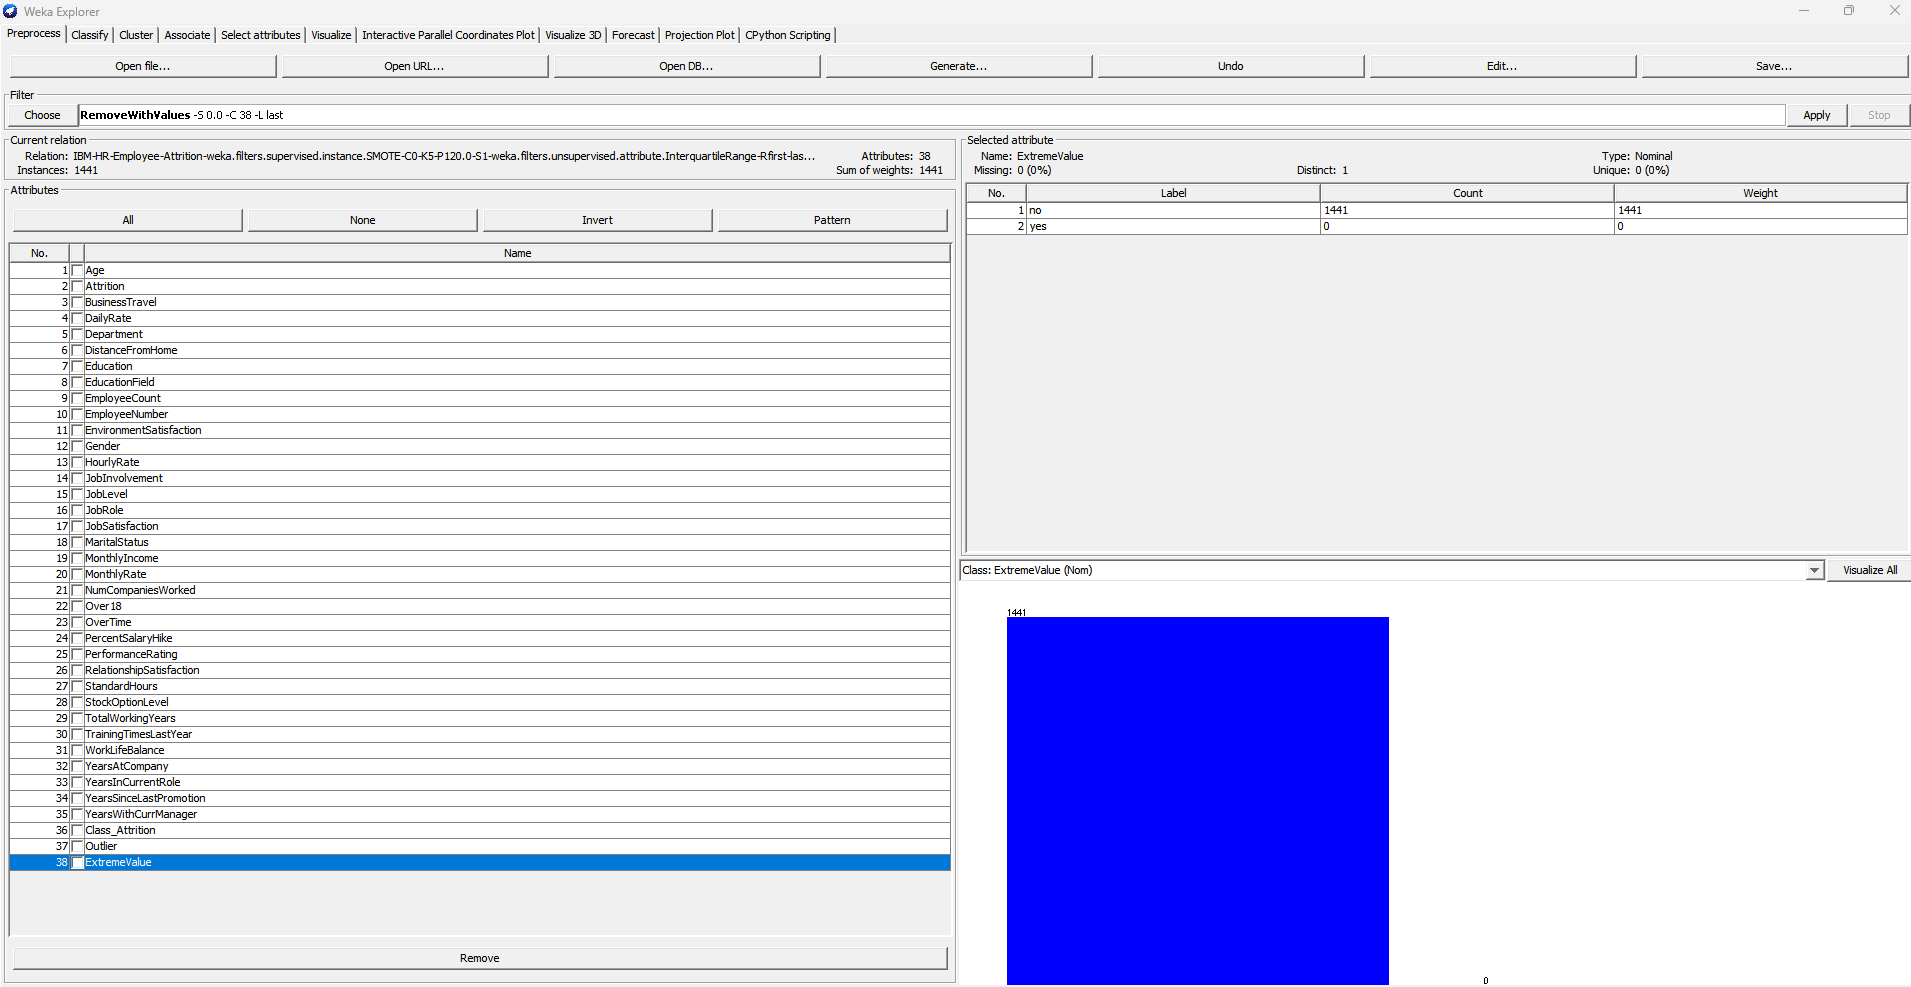 Weka Explorer
Preprocess Classify Cluster Associate Select attributes Visualize Interactive Parallel Coordinates Plot Visualize 3D Forecast Projection Plot CPython Scripting
Open file... Open URL... Open DB... Generate... Undo Edit... Save...
Filter
Choose RemoveWithValues -S 0.0 -C 38 -L last Apply Stop
Current relation
Relation: IBM-HR-Employee-Attrition-weka.filters.supervised.instance.SMOTE-C0-K5-P120.0-S1-weka.filters.unsupervised.attribute.InterquartileRange-Rfirst-las... Attributes: 38
Instances: 1441 Sum of weights: 1441
Attributes
All None Invert Pattern
No. Name
1 Age
2 Attrition
3 BusinessTravel
4 DailyRate
5 Department
6 DistanceFromHome
7 Education
8 EducationField
9 EmployeeCount
10 EmployeeNumber
11 EnvironmentSatisfaction
12 Gender
13 HourlyRate
14 JobInvolvement
15 JobLevel
16 JobRole
17 JobSatisfaction
18 MaritalStatus
19 MonthlyIncome
20 MonthlyRate
21 NumCompaniesWorked
22 Over18
23 OverTime
24 PercentSalaryHike
25 PerformanceRating
26 RelationshipSatisfaction
27 StandardHours
28 StockOptionLevel
29 TotalWorkingYears
30 TrainingTimesLastYear
31 WorkLifeBalance
32 YearsAtCompany
33 YearsInCurrentRole
34 YearsSinceLastPromotion
35 YearsWithCurrManager
36 Class_Attrition
37 Outlier
38 ExtremeValue
Remove
Selected attribute
Name: ExtremeValue Type: Nominal
Missing: 0 (0%) Distinct: 1 Unique: 0 (0%)
No. Label Count Weight
1 no 1441 1441
2 yes 0 0
Class: ExtremeValue (Nom) Visualize All
1441
0